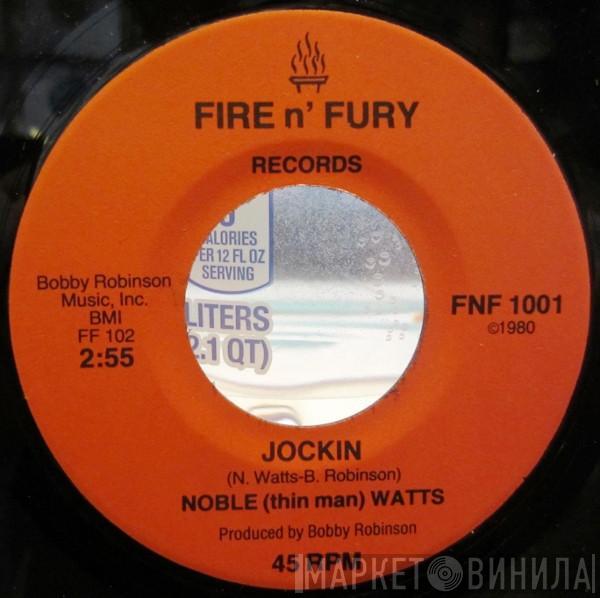 FIRE n' FURY
RECORDS
Bobby Robinson
Music, Inc.
BMI
FF 102
2:55
FNF 1001
©1980
ALORIES
ER 12 FL OZ
SERVING
LITERS
2.1 QT)
JOCKIN
(N. Watts-B. Robinson)
NOBLE (thin man) WATTS
Produced by Bobby Robinson
45 RPM
МАРКЕТ ВИНИЛА